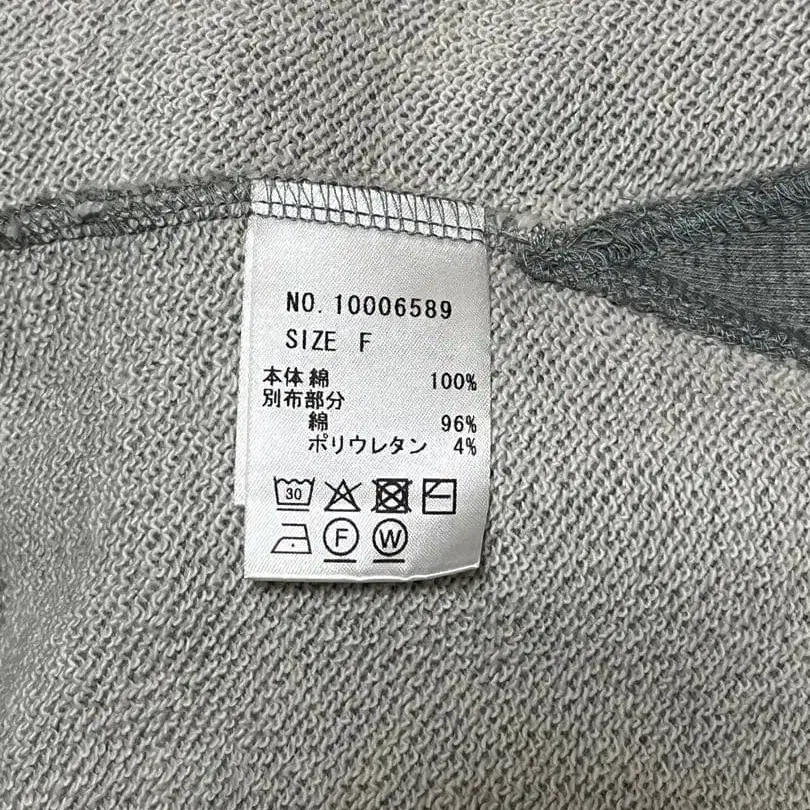 NO. 10006589
SIZE F
本体 綿 100%
別布部分
綿 96%
ポリウレタン 4%
30
F W